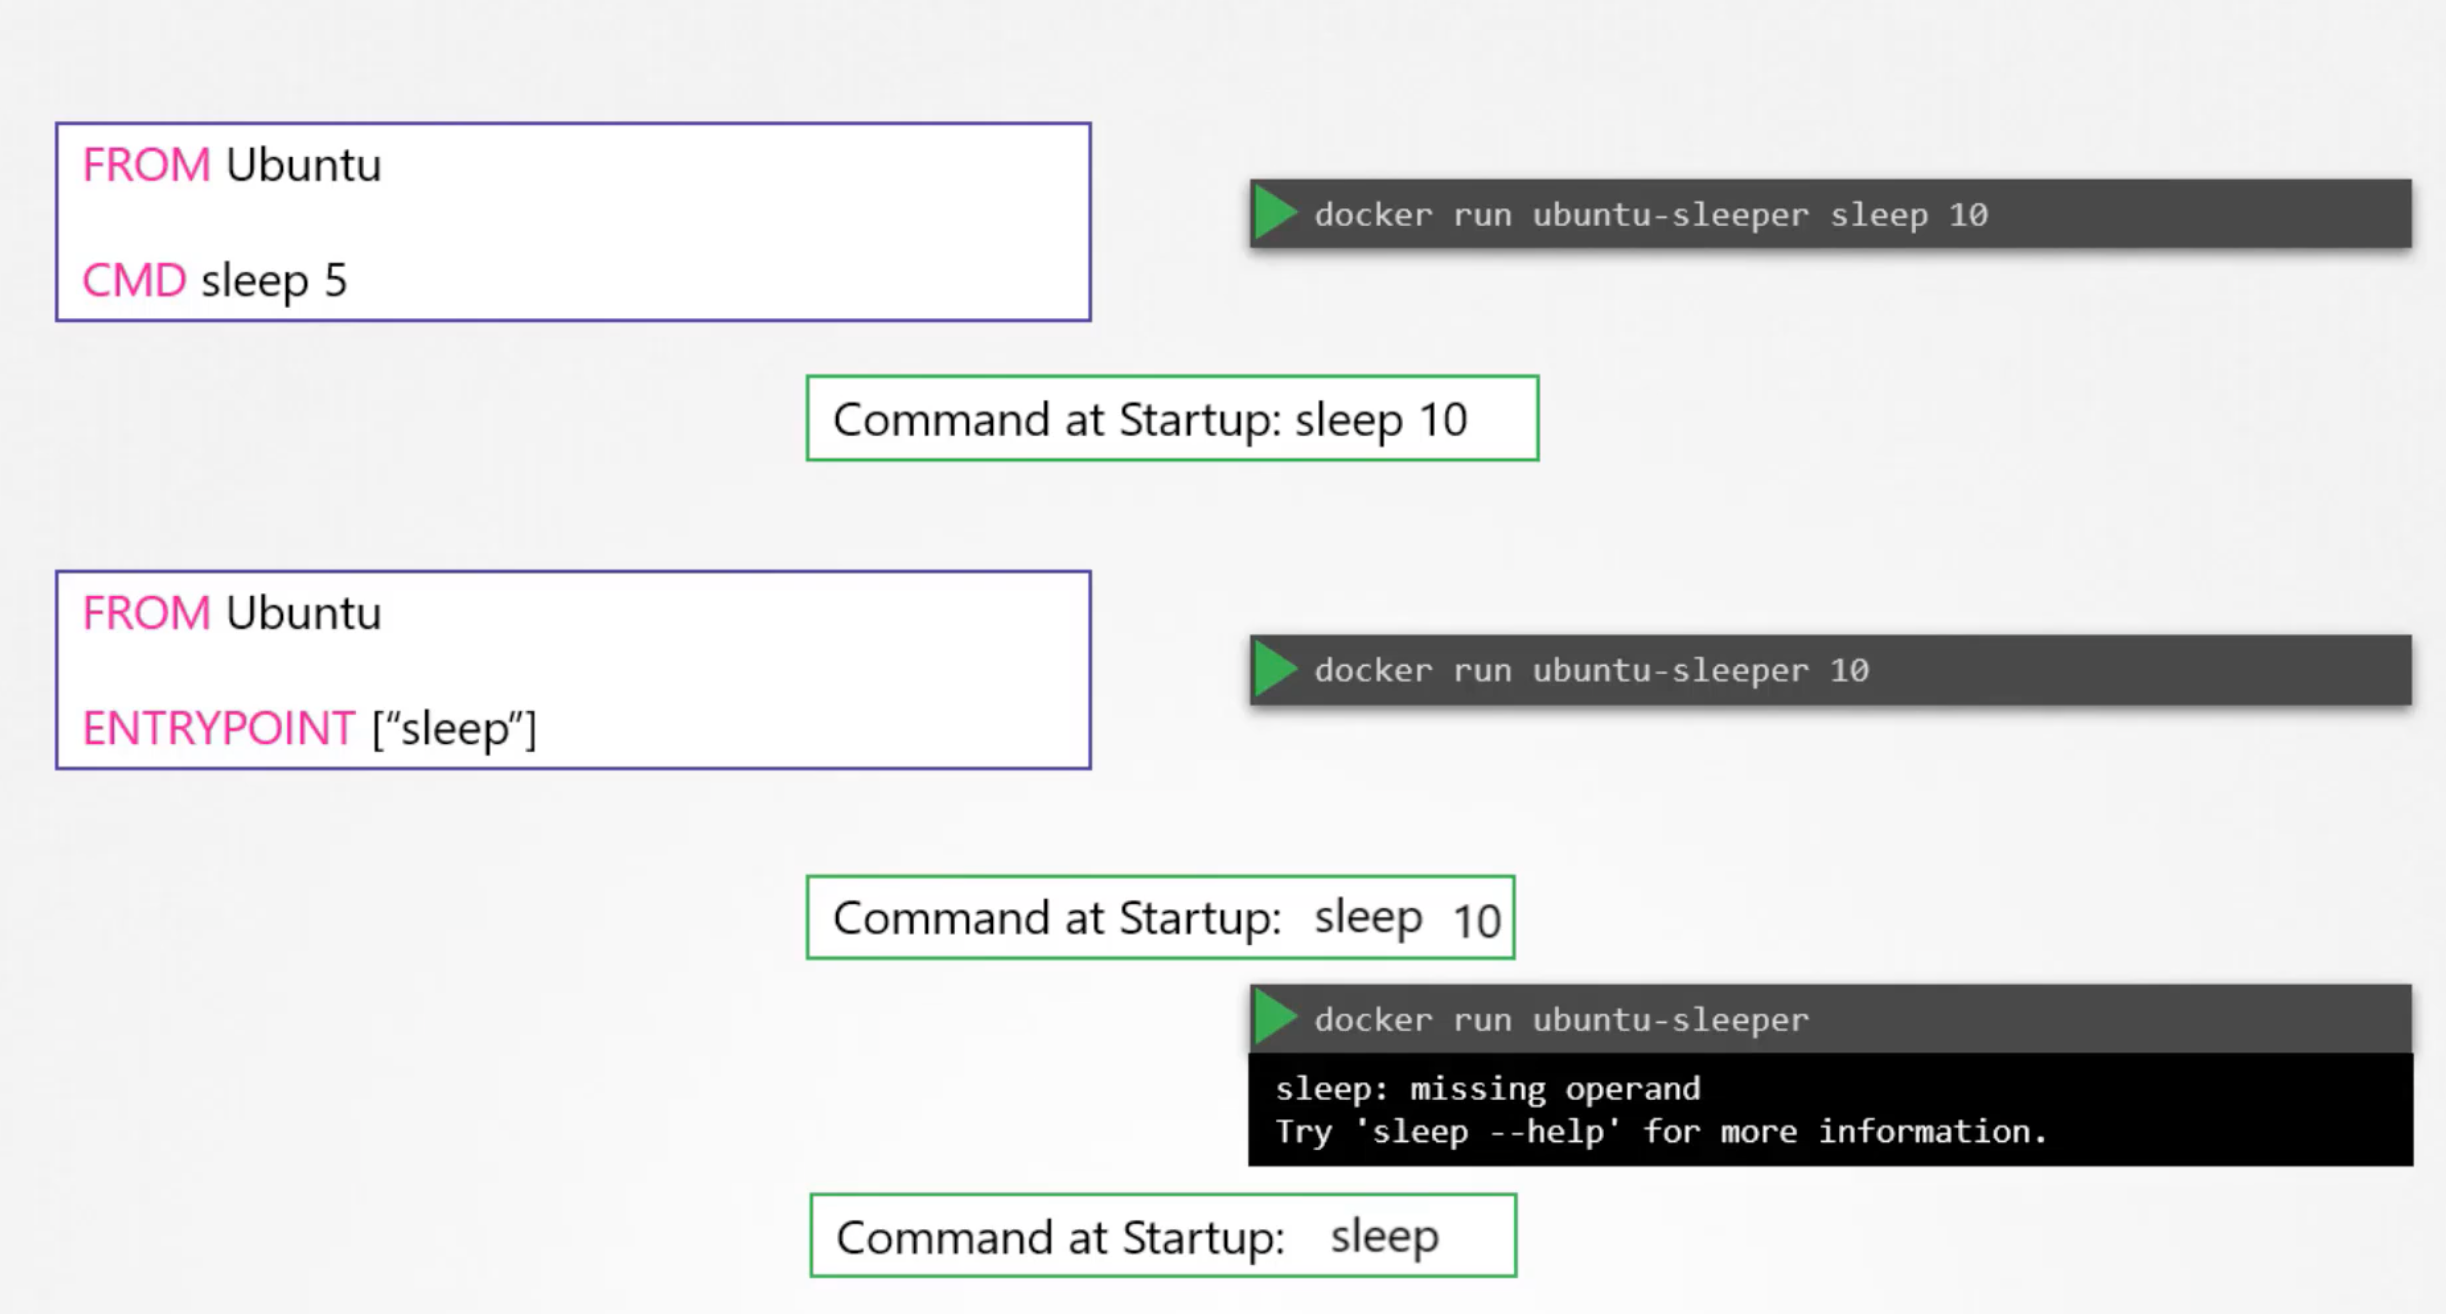 FROM Ubuntu
CMD sleep 5
docker run ubuntu-sleeper sleep 10
Command at Startup: sleep 10
FROM Ubuntu
ENTRYPOINT [“sleep”]
docker run ubuntu-sleeper 10
Command at Startup: sleep 10
docker run ubuntu-sleeper
sleep: missing operand
Try 'sleep --help' for more information.
Command at Startup: sleep